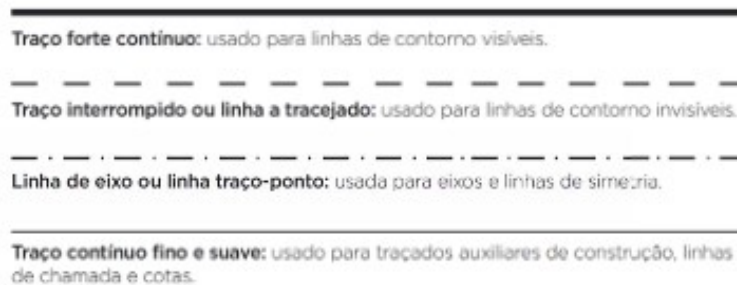 Traço forte contínuo: usado para linhas de contorno visíveis.
Traço interrompido ou linha a tracejado: usado para linhas de contorno invisíveis.
Linha de eixo ou linha traço-ponto: usada para eixos e linhas de simetria.
Traço contínuo fino e suave: usado para traçados auxiliares de construção, linhas
de chamada e cotas.